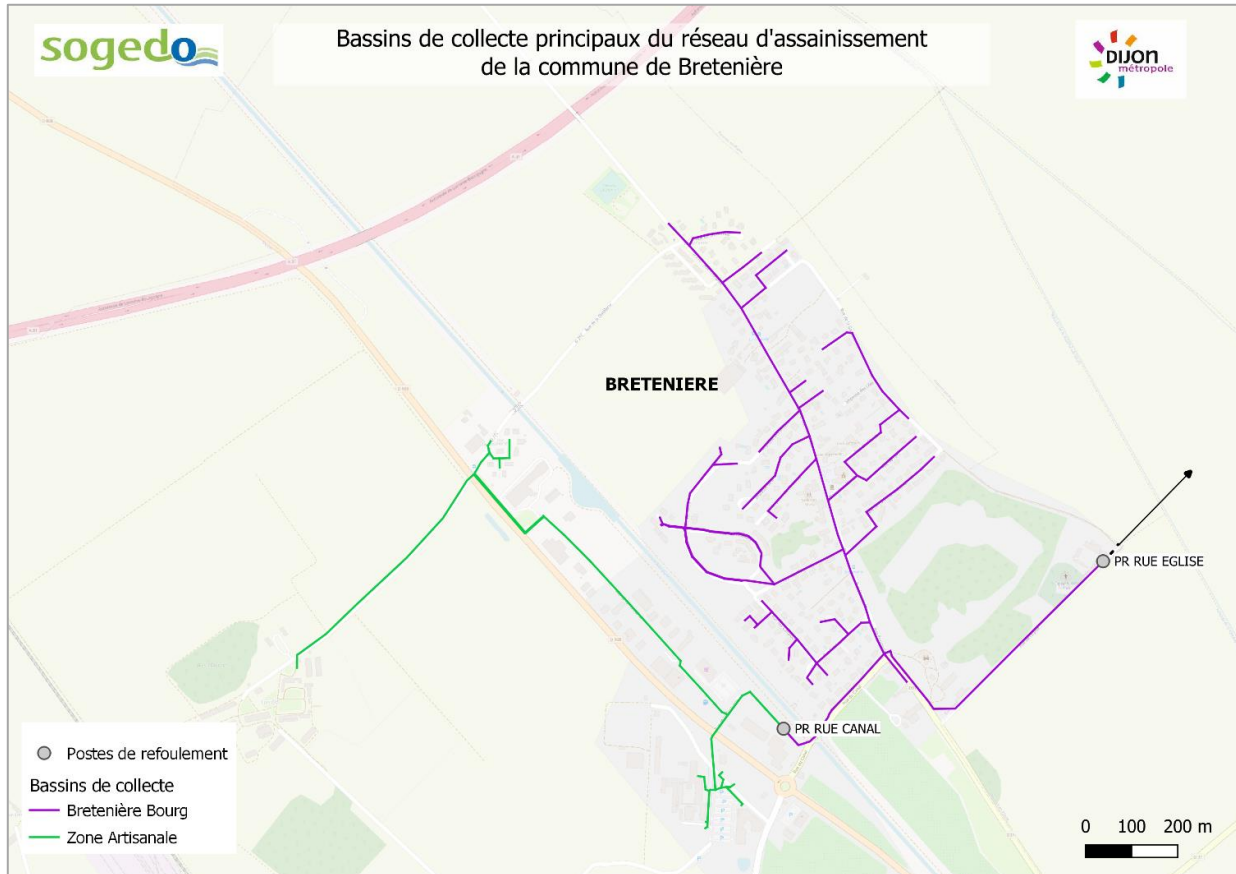 sogedo
Bassins de collecte principaux du réseau d'assainissement
de la commune de Bretenière
DIJON
métropole
BRETENIERE
PR RUE EGLISE
PR RUE CANAL
Postes de refoulement
Bassins de collecte
Bretenière Bourg
Zone Artisanale
0 100 200 m